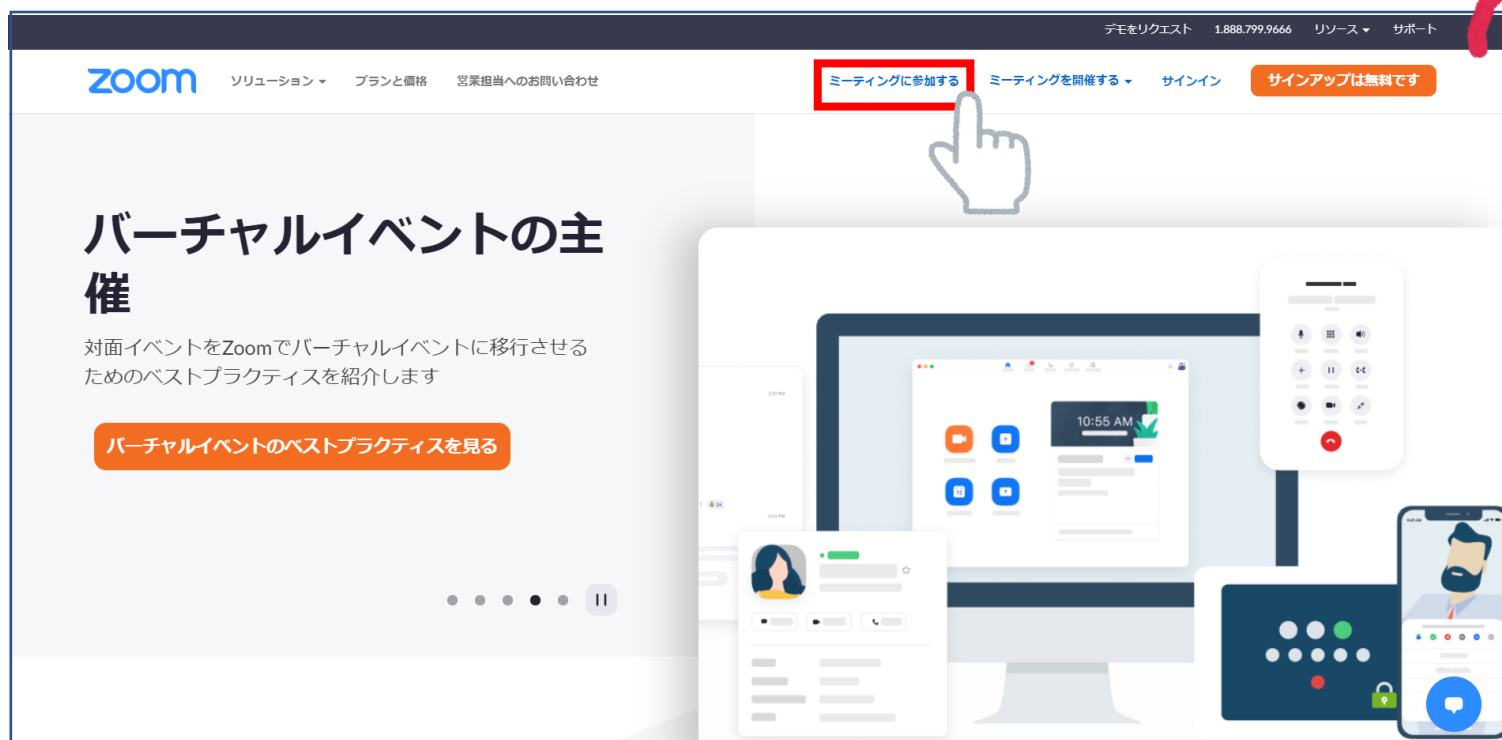 デモをリクエスト 1.888.799.9666 リソース サポート
zoom ソリューション プランと価格 営業担当へのお問い合わせ ミーティングに参加する ミーティングを開催する サインイン サインアップは無料です
バーチャルイベントの主
催
対面イベントをZoomでバーチャルイベントに移行させる
ためのベストプラクティスを紹介します
バーチャルイベントのベストプラクティスを見る
10:55 AM
12
24